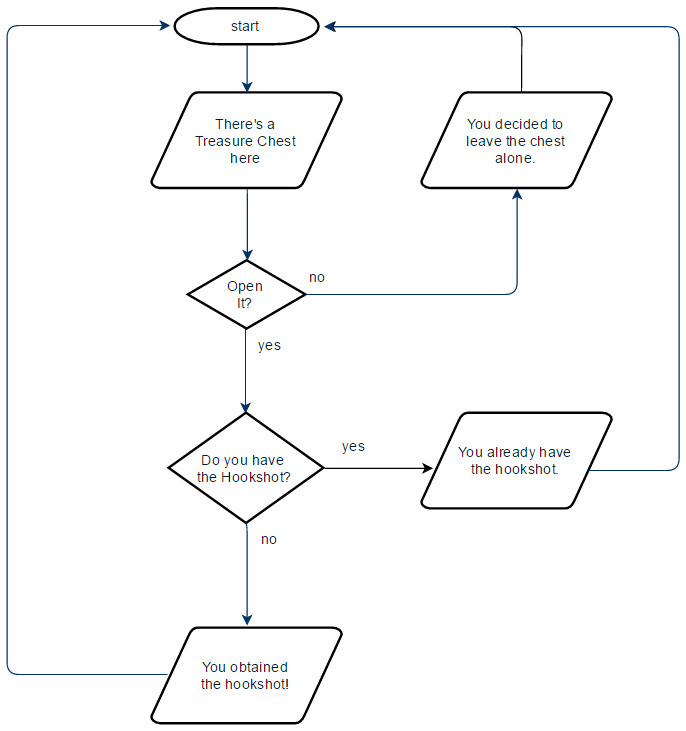 start
There's a
Treasure Chest
here
You decided to
leave the chest
alone.
Open
It?
no
yes
Do you have
the Hookshot?
yes
You already have
the hookshot.
no
You obtained
the hookshot!